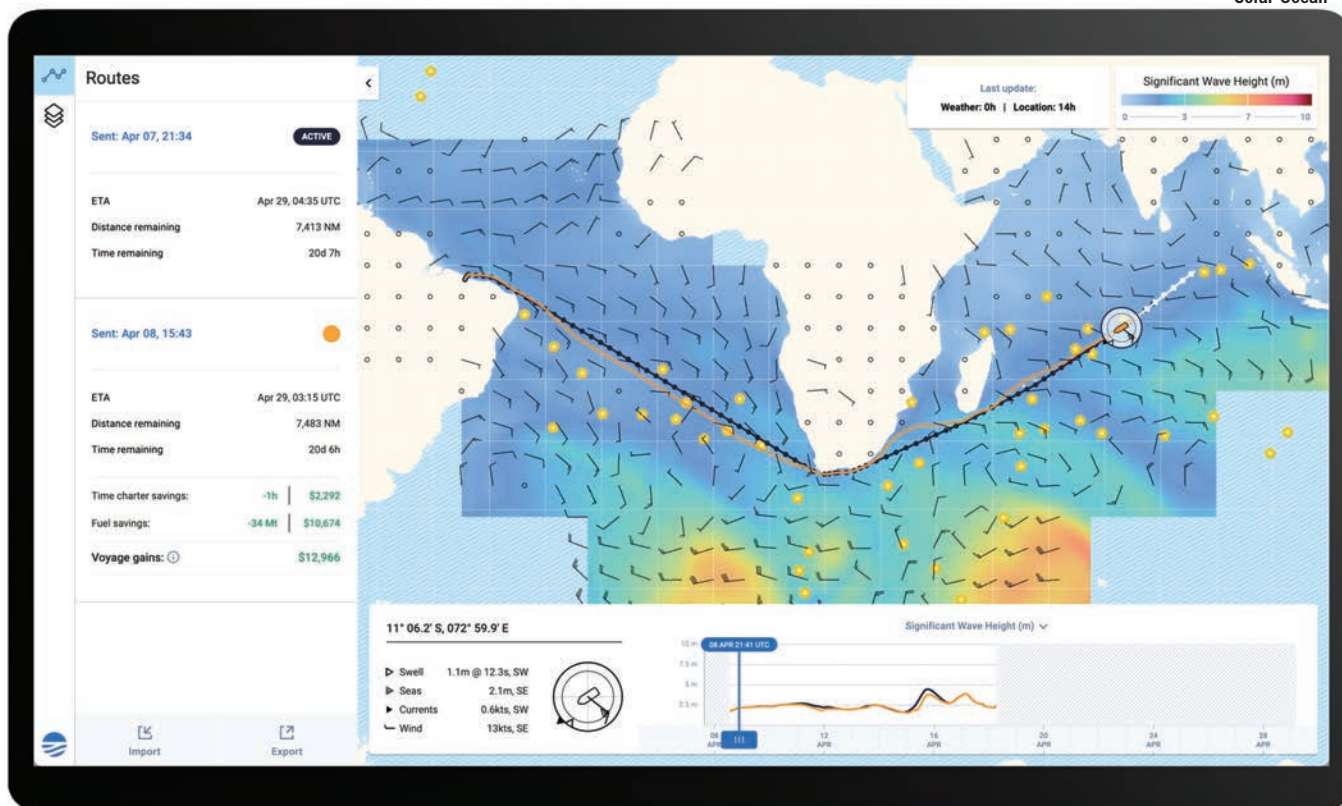 Sofar Ocean
Routes
Sent: Apr 07, 21:34
ACTIVE
ETA Apr 29, 04:35 UTC
Distance remaining 7,413 NM
Time remaining 20d 7h
Sent: Apr 08, 15:43
ETA Apr 29, 03:15 UTC
Distance remaining 7,483 NM
Time remaining 20d 6h
Time charter savings: -1h $2,292
Fuel savings: -34 Mt $10,674
Voyage gains: $12,966
Import
Export
Last update:
Weather: 0h | Location: 14h
Significant Wave Height (m)
0 3 7 10
11° 06.2' S, 072° 59.9' E
Swell 1.1m @ 12.3s, SW
Seas 2.1m, SE
Currents 0.6kts, SW
Wind 13kts, SE
Significant Wave Height (m)
08 APR 21:41 UTC
10 m
7.5 m
5 m
2.5 m
08 12 16 20 24 28
APR APR APR APR APR APR